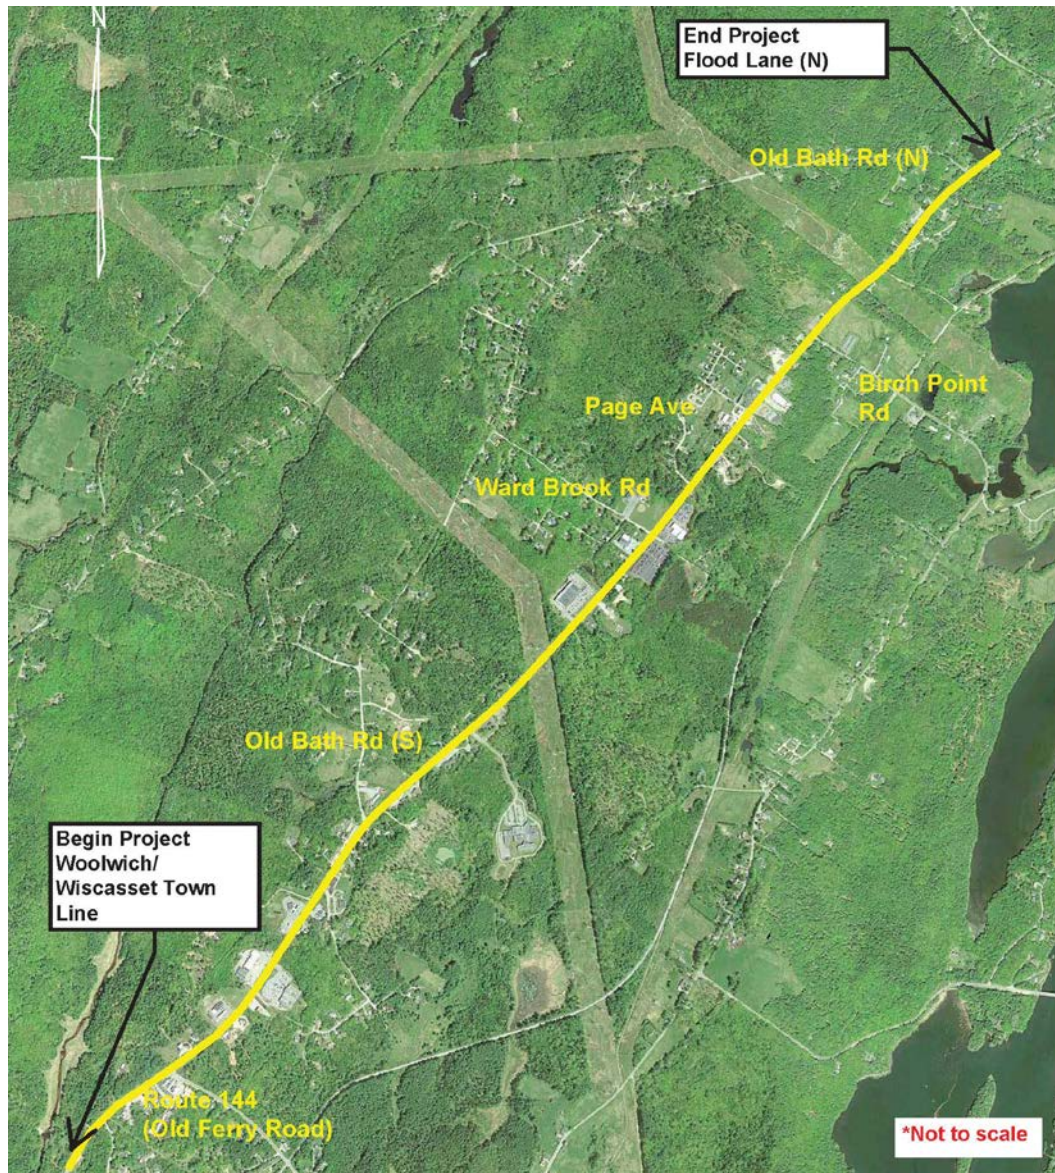 N
End Project
Flood Lane (N)
Old Bath Rd (N)
Birch Point
Rd
Page Ave
Ward Brook Rd
Old Bath Rd (S)
Begin Project
Woolwich/
Wiscasset Town
Line
Route 144
(Old Ferry Road)
*Not to scale